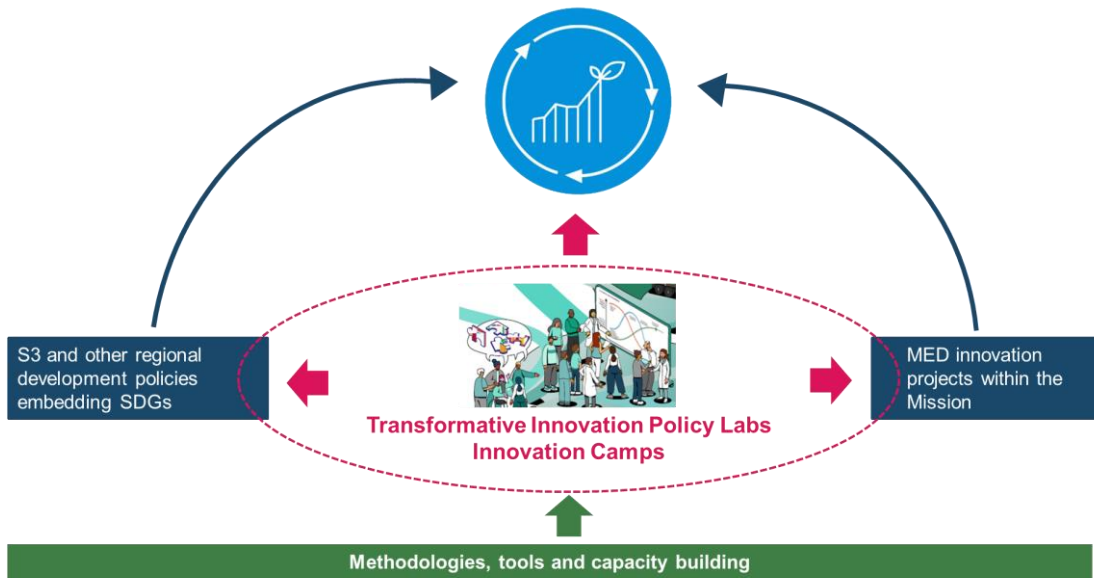 S3 and other regional
development policies
embedding SDGs
MED innovation
projects within the
Mission
Transformative Innovation Policy Labs
Innovation Camps
Methodologies, tools and capacity building